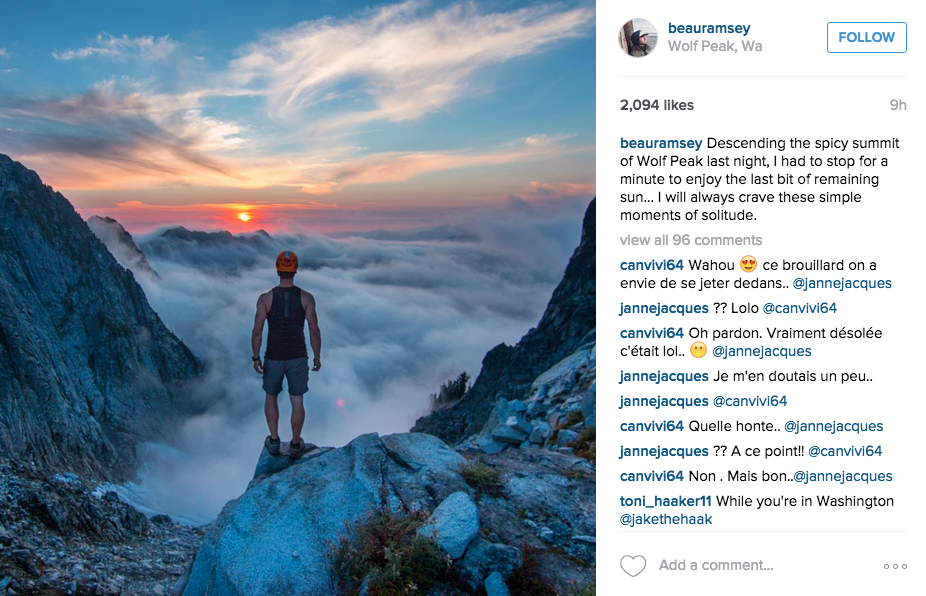 beauramsey
Wolf Peak, Wa
FOLLOW
2,094 likes
9h
beauramsey Descending the spicy summit
of Wolf Peak last night, I had to stop for a
minute to enjoy the last bit of remaining
sun... I will always crave these simple
moments of solitude.
view all 96 comments
canvivi64 Wahou 😍 ce brouillard on a
envie de se jeter dedans.. @jannejacques
jannejacques ?? Lolo @canvivi64
canvivi64 Oh pardon. Vraiment désolée
c'était lol.. 😶 @jannejacques
jannejacques Je m'en doutais un peu..
jannejacques @canvivi64
canvivi64 Quelle honte.. @jannejacques
jannejacques ?? A ce point!! @canvivi64
canvivi64 Non . Mais bon..@jannejacques
toni_haaker11 While you're in Washington
@jakethehaak
Add a comment...